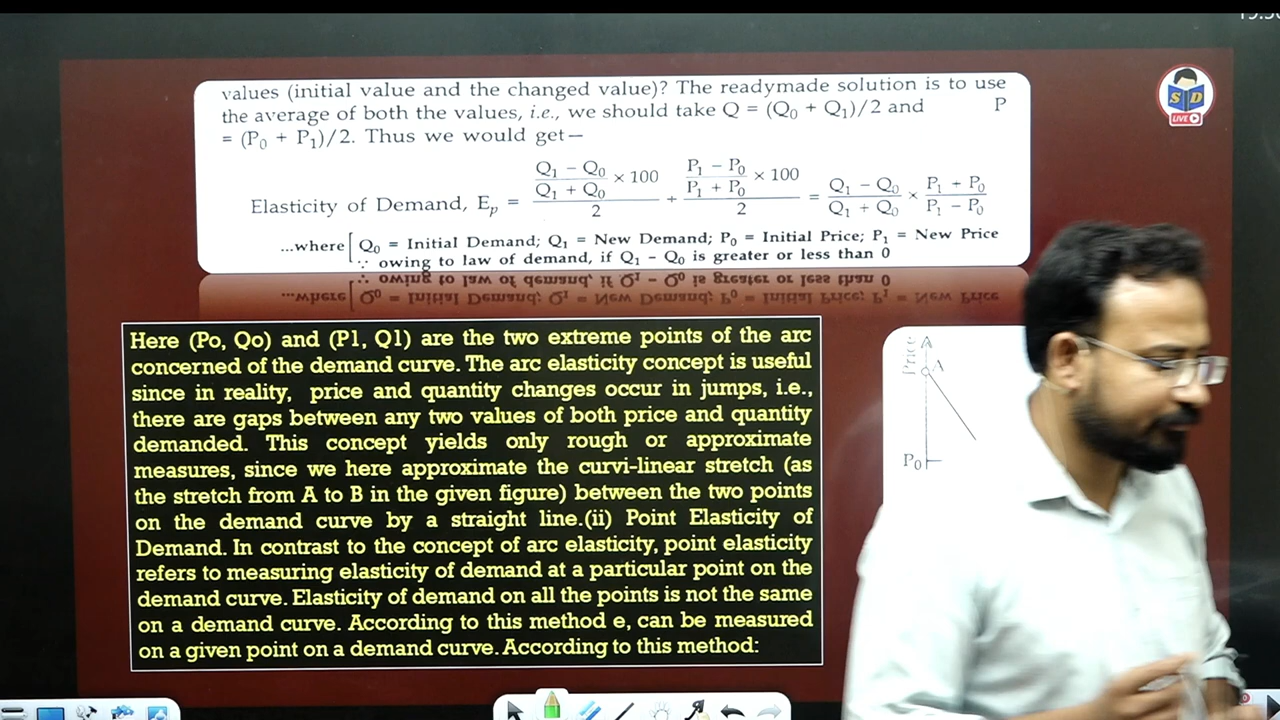 values (initial value and the changed value)? The readymade solution is to use
the average of both the values, i.e., we should take Q = (Q₀ + Q₁)/2 and P
= (P₀ + P₁)/2. Thus we would get—
Elasticity of Demand, Eₚ = ((Q₁ − Q₀)/(Q₁ + Q₀) × 100)/2 + ((P₁ − P₀)/(P₁ + P₀) × 100)/2 = (Q₁ − Q₀)/(Q₁ + Q₀) × (P₁ + P₀)/(P₁ − P₀)
...where [ Q₀ = Initial Demand; Q₁ = New Demand; P₀ = Initial Price; P₁ = New Price
∵ owing to law of demand, if Q₁ − Q₀ is greater or less than 0
SD
LIVE
Here (Po, Qo) and (P1, Q1) are the two extreme points of the arc
concerned of the demand curve. The arc elasticity concept is useful
since in reality, price and quantity changes occur in jumps, i.e.,
there are gaps between any two values of both price and quantity
demanded. This concept yields only rough or approximate
measures, since we here approximate the curvi-linear stretch (as
the stretch from A to B in the given figure) between the two points
on the demand curve by a straight line.(ii) Point Elasticity of
Demand. In contrast to the concept of arc elasticity, point elasticity
refers to measuring elasticity of demand at a particular point on the
demand curve. Elasticity of demand on all the points is not the same
on a demand curve. According to this method e, can be measured
on a given point on a demand curve. According to this method:
Price
A
A
P₀